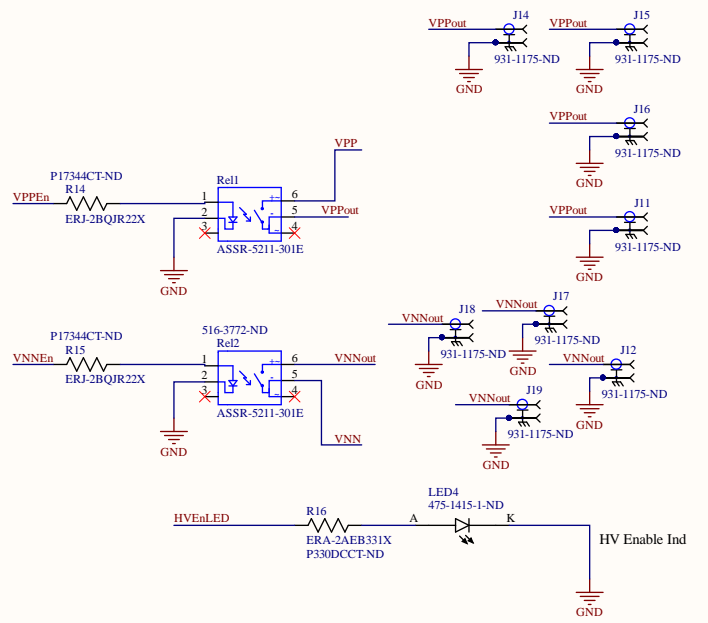 J14
VPPout
931-1175-ND
GND
J15
VPPout
931-1175-ND
GND
J16
VPPout
931-1175-ND
GND
P17344CT-ND
R14
VPPEn
ERJ-2BQJR22X
Rel1
1
2
3
6
5
4
+~
-
~
ASSR-5211-301E
GND
VPP
VPPout
J11
VPPout
931-1175-ND
GND
P17344CT-ND
R15
VNNEn
ERJ-2BQJR22X
516-3772-ND
Rel2
1
2
3
6
5
4
+~
-
~
ASSR-5211-301E
GND
VNNout
VNN
J18
VNNout
931-1175-ND
GND
J17
VNNout
931-1175-ND
GND
J12
VNNout
931-1175-ND
GND
J19
VNNout
931-1175-ND
GND
HVEnLED
R16
ERA-2AEB331X
P330DCCT-ND
LED4
475-1415-1-ND
A
K
HV Enable Ind
GND